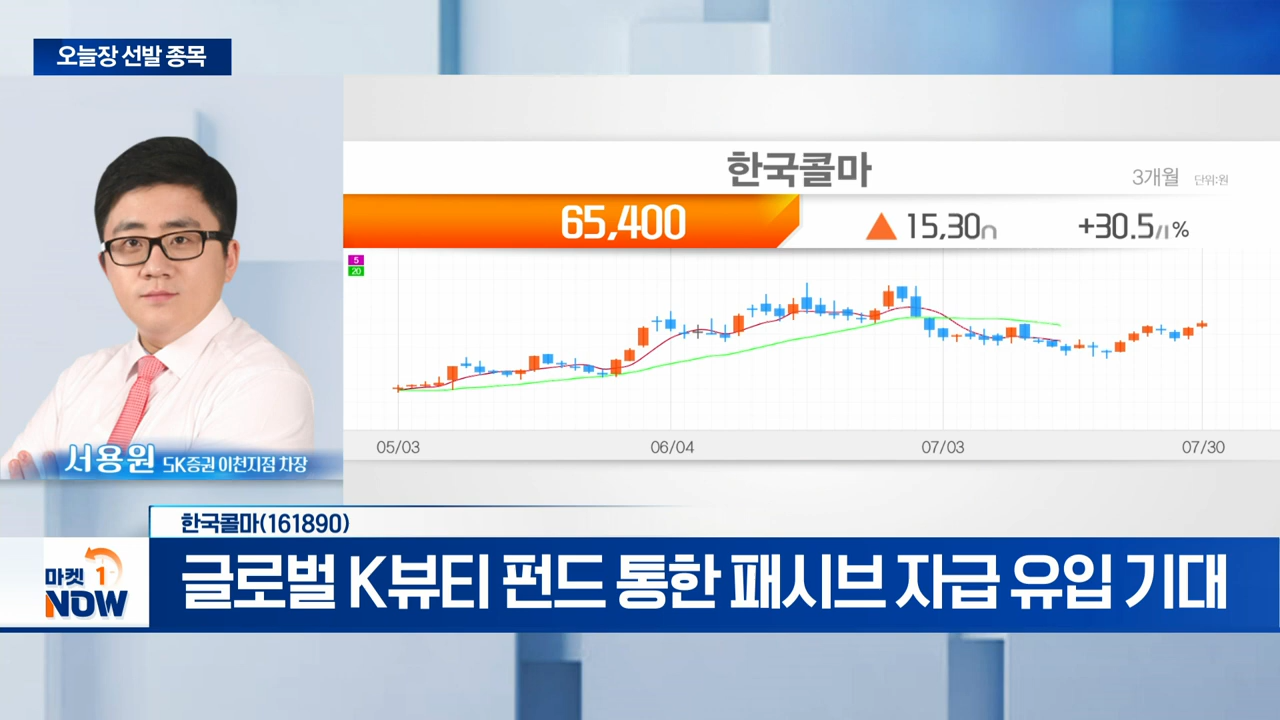 오늘장 선발 종목
한국콜마
3개월 단위:원
65,400 ▲ 15,30 +30.5 %
5
20
05/03 06/04 07/03 07/30
서용원 SK증권 이천지점 차장
한국콜마(161890)
마켓 1
NOW
글로벌 K뷰티 펀드 통한 패시브 자급 유입 기대